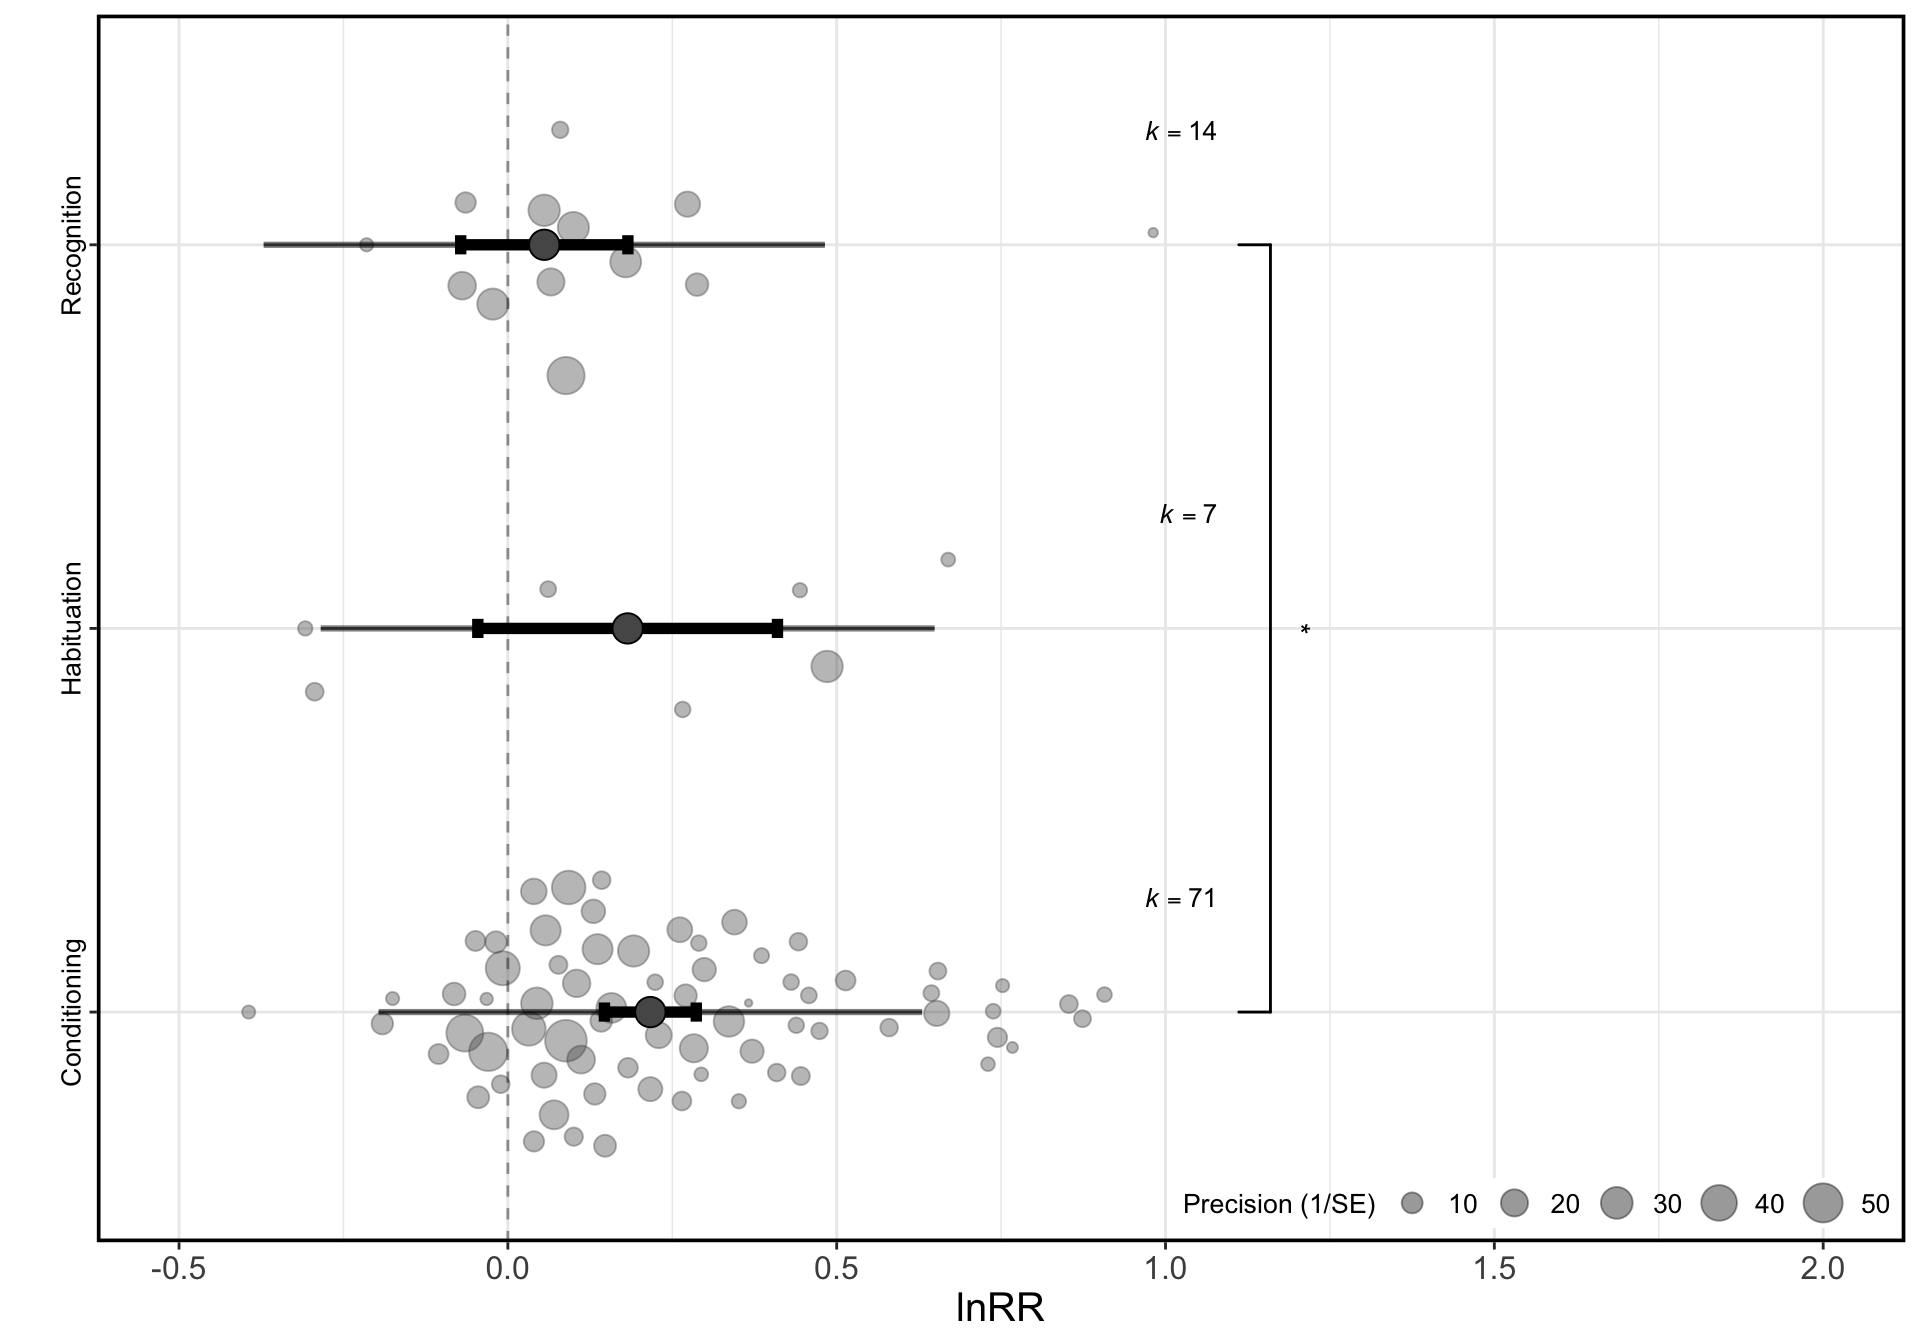 Recognition
k = 14
Habituation
k = 7
*
Conditioning
k = 71
Precision (1/SE) 10 20 30 40 50
-0.5 0.0 0.5 1.0 1.5 2.0
lnRR